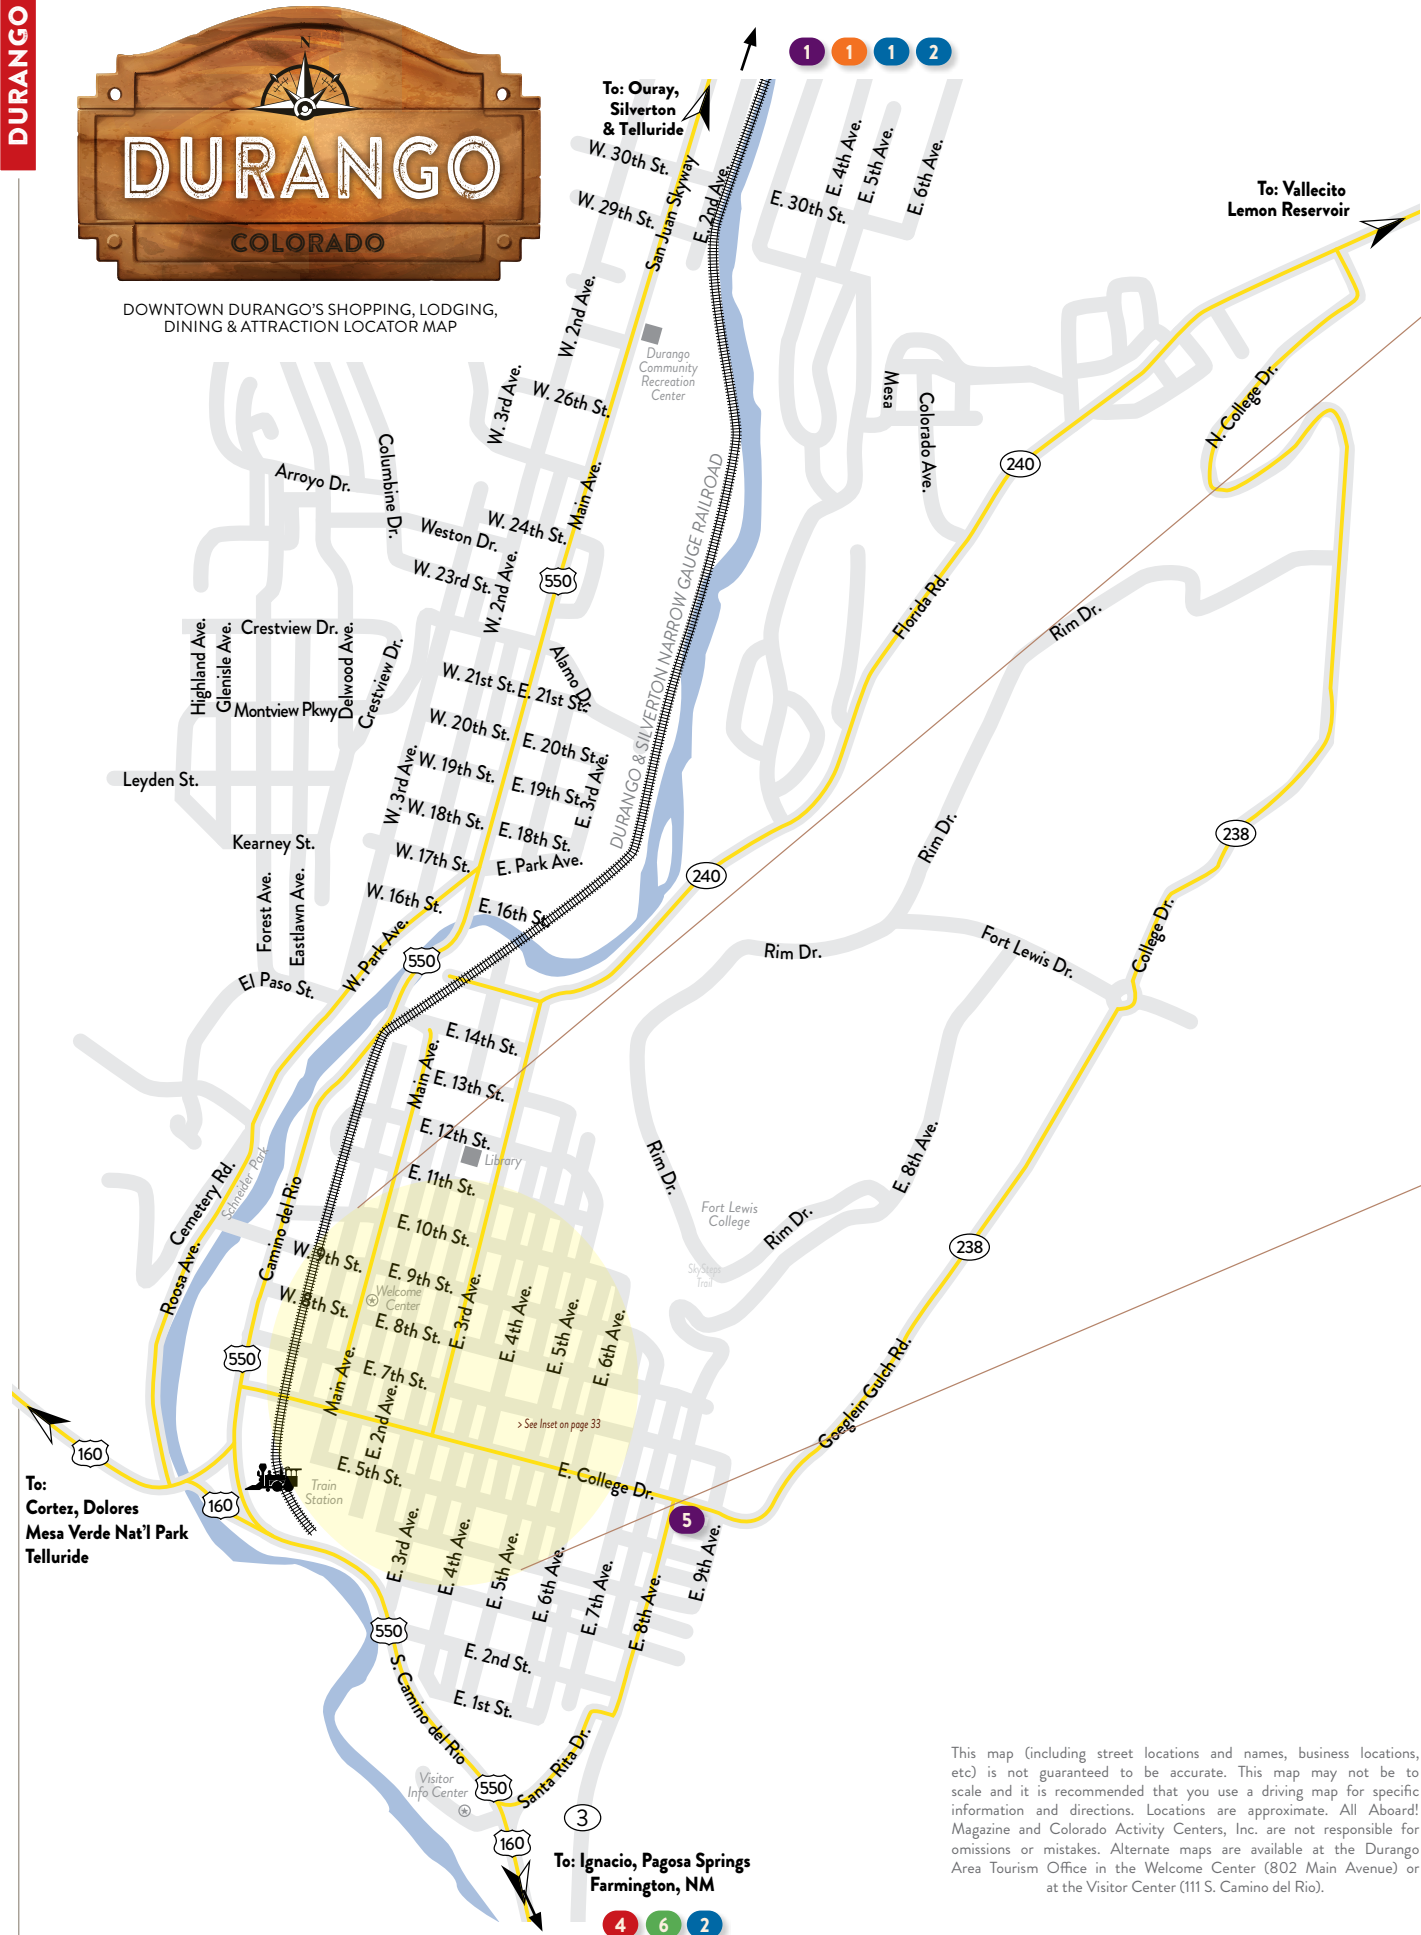 DURANGO
N
DURANGO
COLORADO
DOWNTOWN DURANGO'S SHOPPING, LODGING,
DINING & ATTRACTION LOCATOR MAP
1
1
1
2
To: Ouray,
Silverton
& Telluride
To: Vallecito
Lemon Reservoir
W. 30th St.
W. 29th St.
San Juan Skyway
E. 2nd Ave.
E. 30th St.
E. 4th Ave.
E. 5th Ave.
E. 6th Ave.
W. 2nd Ave.
Durango
Community
Recreation
Center
W. 3rd Ave.
W. 26th St.
Mesa
Colorado Ave.
N. College Dr.
240
Arroyo Dr.
Columbine Dr.
Main Ave.
Weston Dr.
W. 24th St.
W. 23rd St.
W. 2nd Ave.
550
DURANGO & SILVERTON NARROW GAUGE RAILROAD
Florida Rd.
Rim Dr.
Highland Ave.
Glenisle Ave.
Crestview Dr.
Delwood Ave.
Crestview Dr.
Montview Pkwy
Alamo Dr.
W. 21st St.
E. 21st St.
W. 20th St.
E. 20th St.
Leyden St.
W. 3rd Ave.
W. 19th St.
E. 19th St.
E. 3rd Ave.
W. 18th St.
E. 18th St.
Kearney St.
W. 17th St.
E. Park Ave.
240
Rim Dr.
238
Forest Ave.
Eastlawn Ave.
W. 16th St.
E. 16th St.
W. Park Ave.
550
El Paso St.
Rim Dr.
Fort Lewis Dr.
College Dr.
E. 14th St.
Main Ave.
E. 13th St.
E. 12th St.
Library
E. 11th St.
Rim Dr.
E. 8th Ave.
Schneider Park
Cemetery Rd.
Roosa Ave.
Camino del Rio
Fort Lewis
College
Rim Dr.
SkySteps
Trail
238
E. 10th St.
W. 9th St.
E. 9th St.
W. 8th St.
Welcome
Center
E. 8th St.
E. 3rd Ave.
E. 4th Ave.
E. 5th Ave.
E. 6th Ave.
550
E. 7th St.
Main Ave.
E. 2nd Ave.
> See Inset on page 33
Goeglein Gulch Rd.
160
To:
Cortez, Dolores
Mesa Verde Nat'l Park
Telluride
160
Train
Station
E. 5th St.
E. College Dr.
5
E. 3rd Ave.
E. 4th Ave.
E. 5th Ave.
E. 6th Ave.
E. 7th Ave.
E. 8th Ave.
E. 9th Ave.
550
S. Camino del Rio
E. 2nd St.
E. 1st St.
Santa Rita Dr.
Visitor
Info Center
550
3
160
To: Ignacio, Pagosa Springs
Farmington, NM
4
6
2
This map (including street locations and names, business locations,
etc) is not guaranteed to be accurate. This map may not be to
scale and it is recommended that you use a driving map for specific
information and directions. Locations are approximate. All Aboard!
Magazine and Colorado Activity Centers, Inc. are not responsible for
omissions or mistakes. Alternate maps are available at the Durango
Area Tourism Office in the Welcome Center (802 Main Avenue) or
at the Visitor Center (111 S. Camino del Rio).